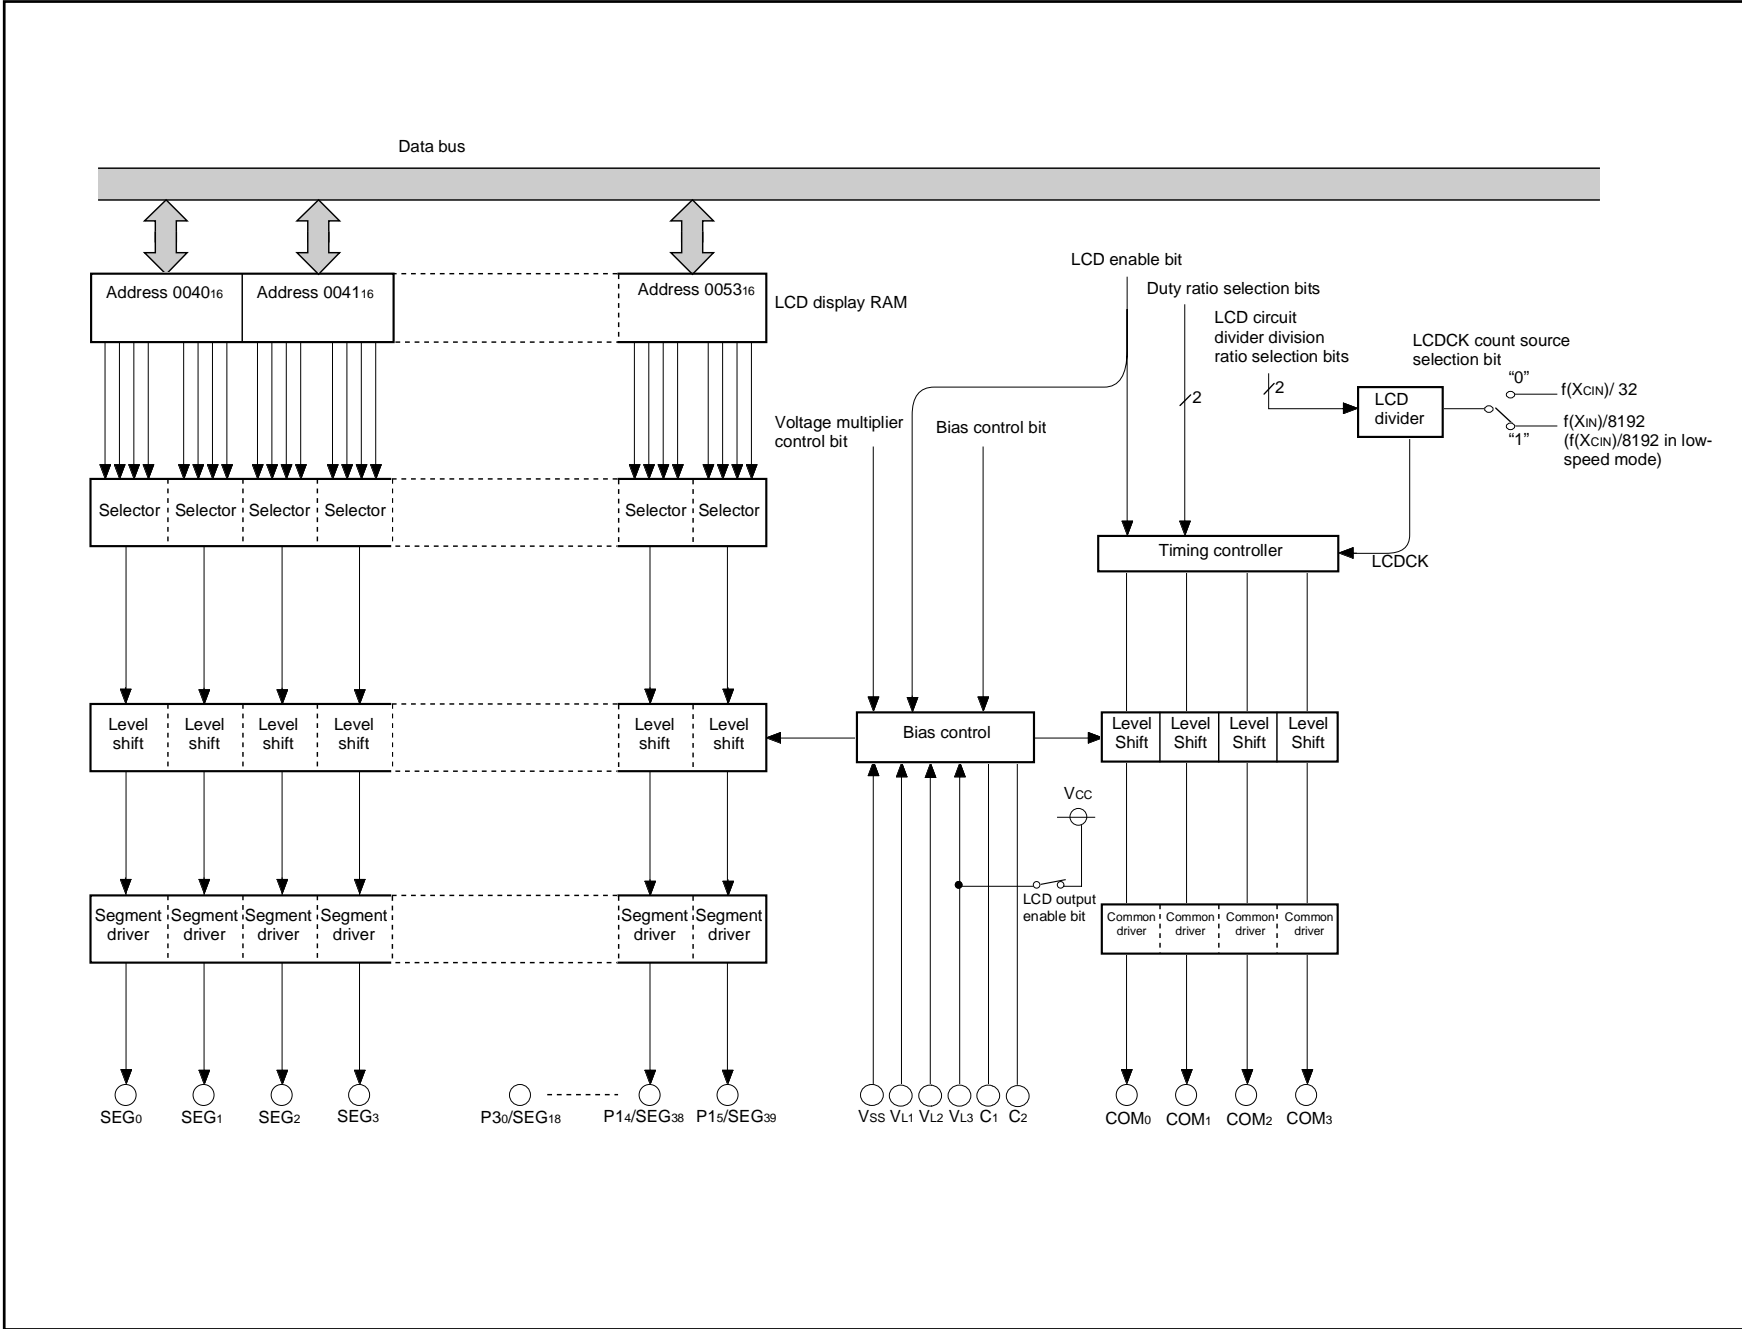 Data bus
Address 0040₁₆
Address 0041₁₆
Address 0053₁₆
LCD display RAM
LCD enable bit
Duty ratio selection bits
LCD circuit
divider division
ratio selection bits
LCDCK count source
selection bit
2
2
LCD
divider
“0”
f(XCIN)/ 32
f(XIN)/8192
“1”
(f(XCIN)/8192 in low-
speed mode)
Voltage multiplier
control bit
Bias control bit
Selector
Selector
Selector
Selector
Selector
Selector
Timing controller
LCDCK
Level
shift
Level
shift
Level
shift
Level
shift
Level
shift
Level
shift
Bias control
Level
Shift
Level
Shift
Level
Shift
Level
Shift
VCC
LCD output
enable bit
Segment
driver
Segment
driver
Segment
driver
Segment
driver
Segment
driver
Segment
driver
Common
driver
Common
driver
Common
driver
Common
driver
SEG₀
SEG₁
SEG₂
SEG₃
P3₀/SEG₁₈
P1₄/SEG₃₈
P1₅/SEG₃₉
VSS
VL1
VL2
VL3
C₁
C₂
COM₀
COM₁
COM₂
COM₃